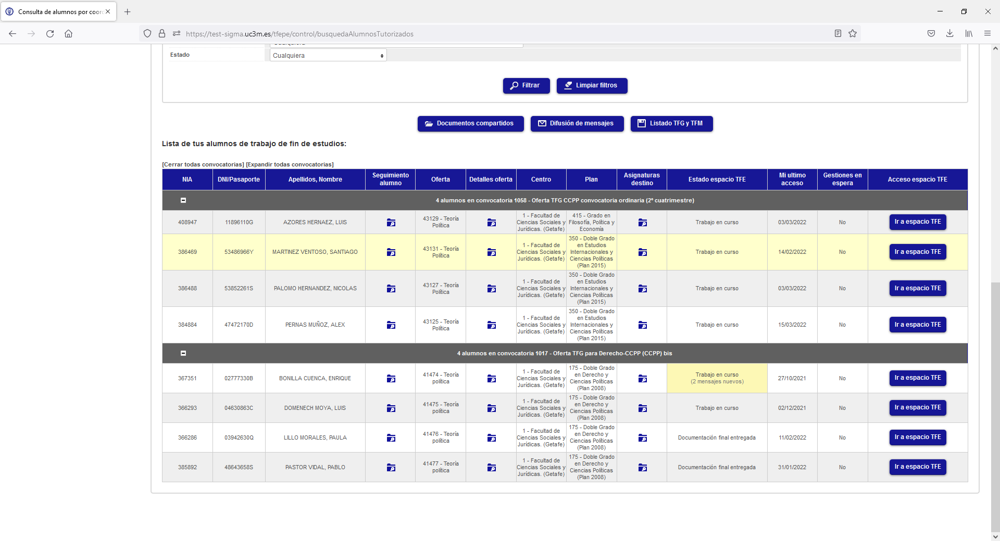 Consulta de alumnos por coor
https://test-sigma.uc3m.es/tfepe/control/busquedaAlumnosTutorizados
Estado
Cualquiera
Filtrar
Limpiar filtros
Documentos compartidos
Difusión de mensajes
Listado TFG y TFM
Lista de tus alumnos de trabajo de fin de estudios:
[Cerrar todas convocatorias] [Expandir todas convocatorias]
NIA
DNI/Pasaporte
Apellidos, Nombre
Seguimiento
alumno
Oferta
Detalles oferta
Centro
Plan
Asignaturas
destino
Estado espacio TFE
Mi ultimo
acceso
Gestiones en
espera
Acceso espacio TFE
4 alumnos en convocatoria 1058 - Oferta TFG CCPP convocatoria ordinaria (2º cuatrimestre)
408947
11896110G
AZORES HERNAEZ, LUIS
43129 - Teoría
Política
1 - Facultad de
Ciencias Sociales y
Jurídicas. (Getafe)
415 - Grado en
Filosofía, Política y
Economía
Trabajo en curso
03/03/2022
No
Ir a espacio TFE
386469
53486966Y
MARTINEZ VENTOSO, SANTIAGO
43131 - Teoría
Política
1 - Facultad de
Ciencias Sociales y
Jurídicas. (Getafe)
350 - Doble Grado
en Estudios
Internacionales y
Ciencias Políticas
(Plan 2015)
Trabajo en curso
14/02/2022
No
Ir a espacio TFE
386488
53852261S
PALOMO HERNANDEZ, NICOLAS
43127 - Teoría
Política
1 - Facultad de
Ciencias Sociales y
Jurídicas. (Getafe)
350 - Doble Grado
en Estudios
Internacionales y
Ciencias Políticas
(Plan 2015)
Trabajo en curso
03/03/2022
No
Ir a espacio TFE
384884
47472170D
PERNAS MUÑOZ, ALEX
43125 - Teoría
Política
1 - Facultad de
Ciencias Sociales y
Jurídicas. (Getafe)
350 - Doble Grado
en Estudios
Internacionales y
Ciencias Políticas
(Plan 2015)
Trabajo en curso
15/03/2022
No
Ir a espacio TFE
4 alumnos en convocatoria 1017 - Oferta TFG para Derecho-CCPP (CCPP) bis
367351
02777330B
BONILLA CUENCA, ENRIQUE
41474 - Teoría
política
1 - Facultad de
Ciencias Sociales y
Jurídicas. (Getafe)
175 - Doble Grado
en Derecho y
Ciencias Políticas
(Plan 2008)
Trabajo en curso
(2 mensajes nuevos)
27/10/2021
No
Ir a espacio TFE
366293
04630863C
DOMENECH MOYA, LUIS
41475 - Teoría
política
1 - Facultad de
Ciencias Sociales y
Jurídicas. (Getafe)
175 - Doble Grado
en Derecho y
Ciencias Políticas
(Plan 2008)
Trabajo en curso
02/12/2021
No
Ir a espacio TFE
366286
03942630Q
LILLO MORALES, PAULA
41476 - Teoría
política
1 - Facultad de
Ciencias Sociales y
Jurídicas. (Getafe)
175 - Doble Grado
en Derecho y
Ciencias Políticas
(Plan 2008)
Documentación final entregada
11/02/2022
No
Ir a espacio TFE
385892
48643658S
PASTOR VIDAL, PABLO
41477 - Teoría
política
1 - Facultad de
Ciencias Sociales y
Jurídicas. (Getafe)
175 - Doble Grado
en Derecho y
Ciencias Políticas
(Plan 2008)
Documentación final entregada
31/01/2022
No
Ir a espacio TFE